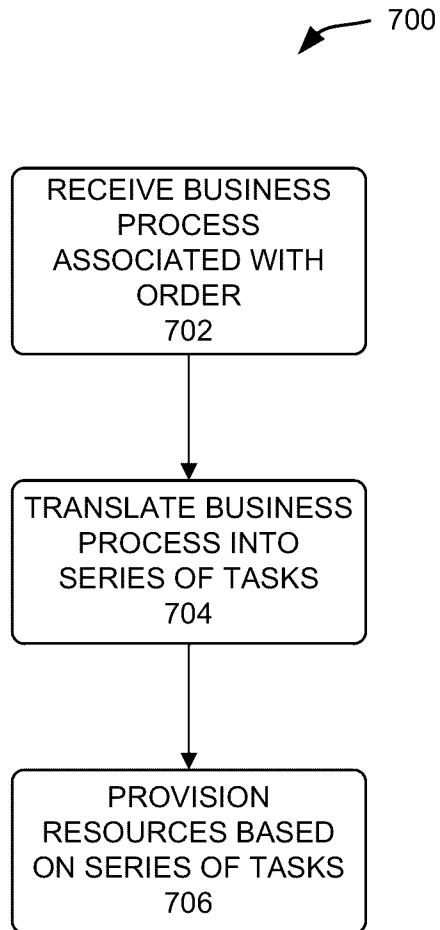 700
RECEIVE BUSINESS
PROCESS
ASSOCIATED WITH
ORDER
702
TRANSLATE BUSINESS
PROCESS INTO
SERIES OF TASKS
704
PROVISION
RESOURCES BASED
ON SERIES OF TASKS
706